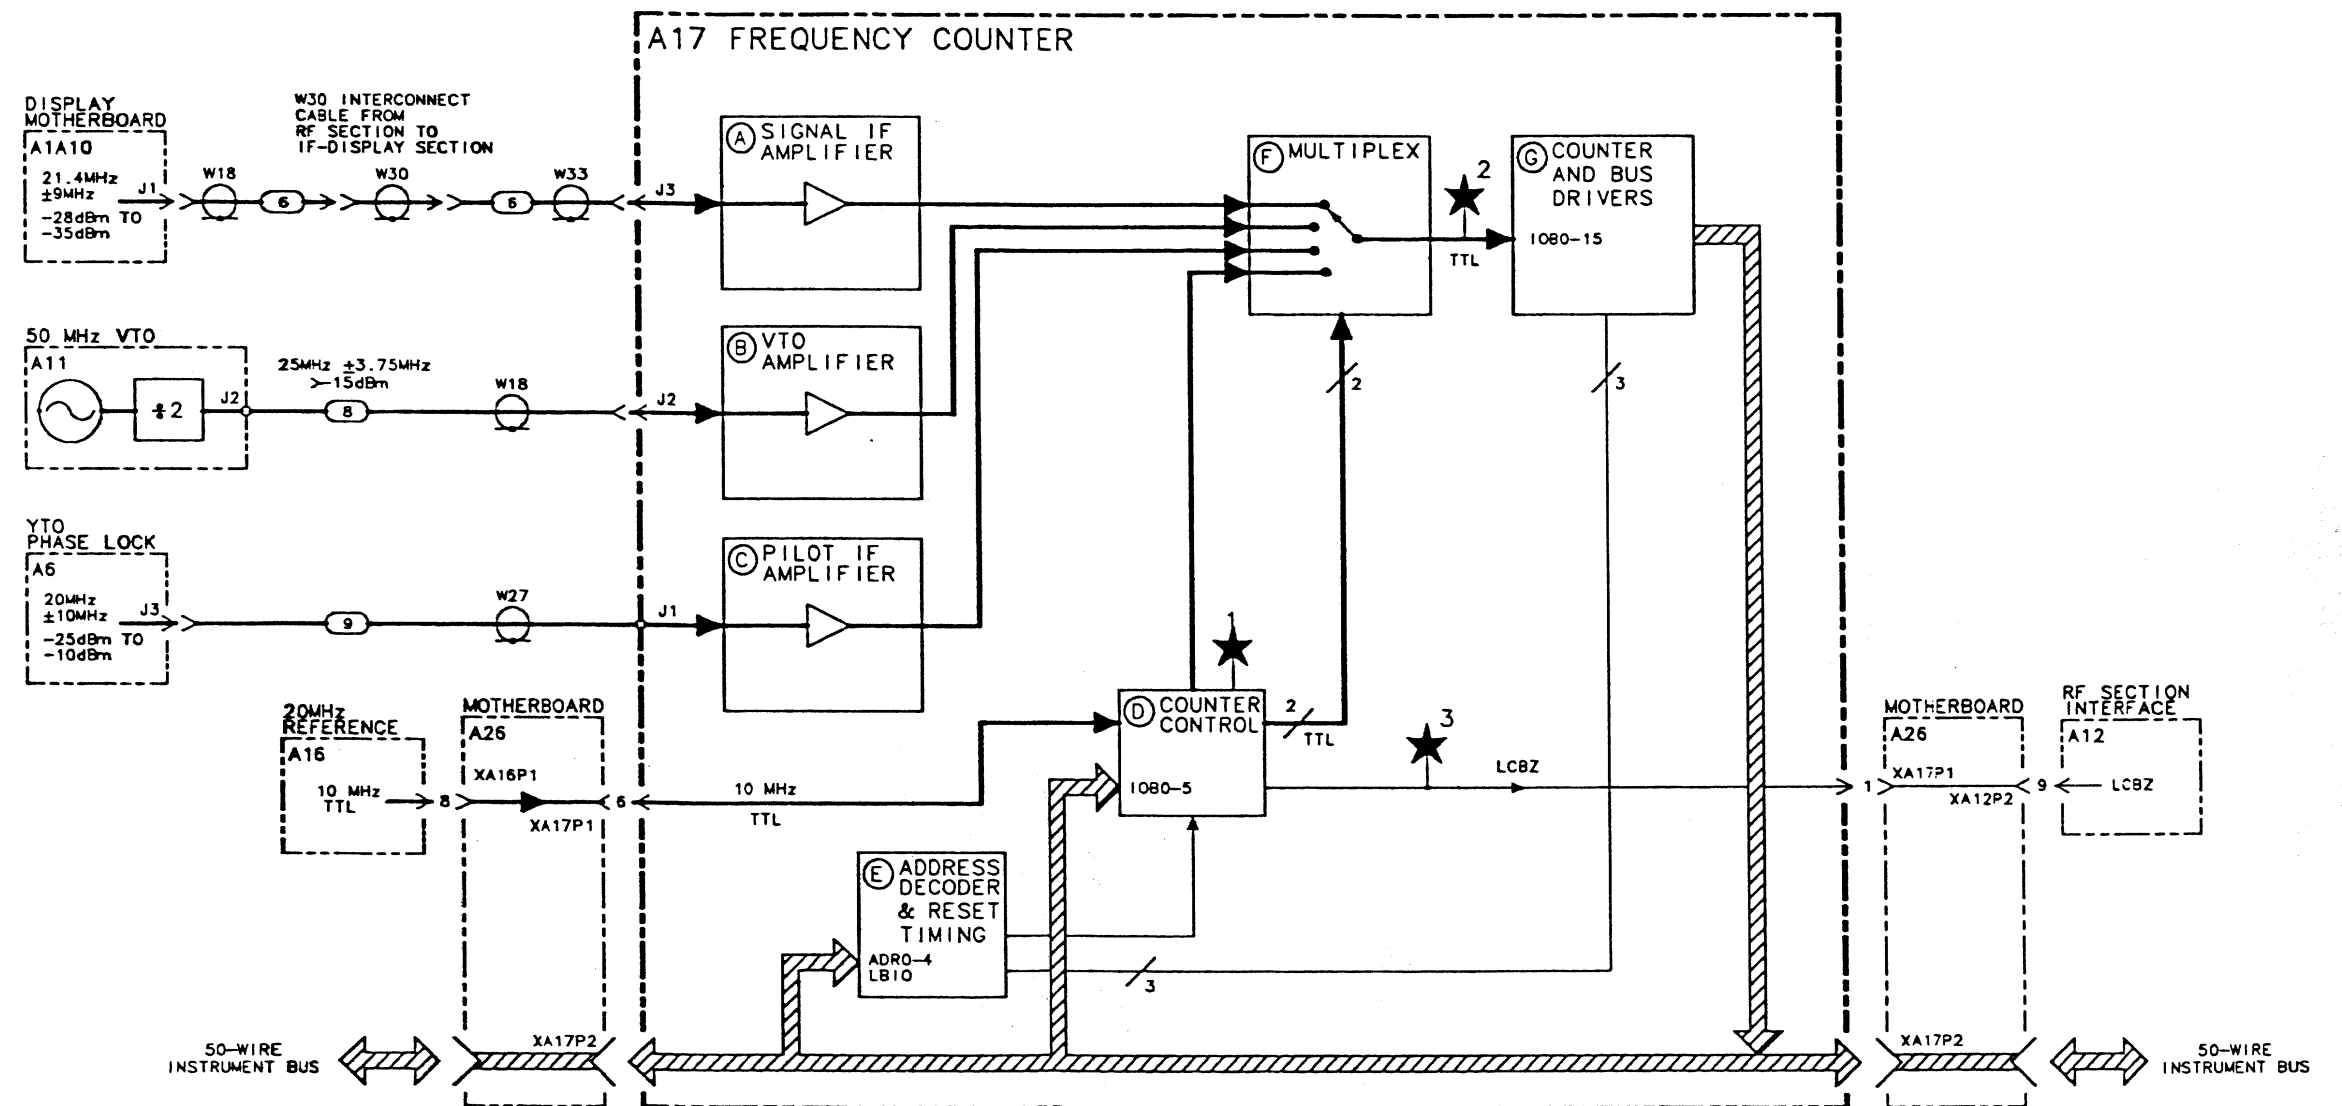 A17 FREQUENCY COUNTER
DISPLAY
MOTHERBOARD
A1A10
21.4MHz
±9MHz
-28dBm TO
-35dBm
J1
W18
6
W30 INTERCONNECT
CABLE FROM
RF SECTION TO
IF-DISPLAY SECTION
W30
6
W33
J3
A SIGNAL IF
AMPLIFIER
F MULTIPLEX
2
TTL
G COUNTER
AND BUS
DRIVERS
IOB0-15
50 MHz VTO
A11
÷2
J2
25MHz ±3.75MHz
>-15dBm
8
W18
J2
B VTO
AMPLIFIER
2
3
YTO
PHASE LOCK
A6
20MHz
±10MHz
-25dBm TO
-10dBm
J3
9
W27
J1
C PILOT IF
AMPLIFIER
1
20MHz
REFERENCE
A16
10 MHz
TTL
8
MOTHERBOARD
A26
XA16P1
XA17P1
6
10 MHz
TTL
D COUNTER
CONTROL
IOB0-5
2
TTL
3
LCBZ
1
MOTHERBOARD
A26
XA17P1
XA12P2
9
RF SECTION
INTERFACE
A12
LCBZ
E ADDRESS
DECODER
& RESET
TIMING
ADR0-4
LBIO
3
50-WIRE
INSTRUMENT BUS
XA17P2
XA17P2
50-WIRE
INSTRUMENT BUS